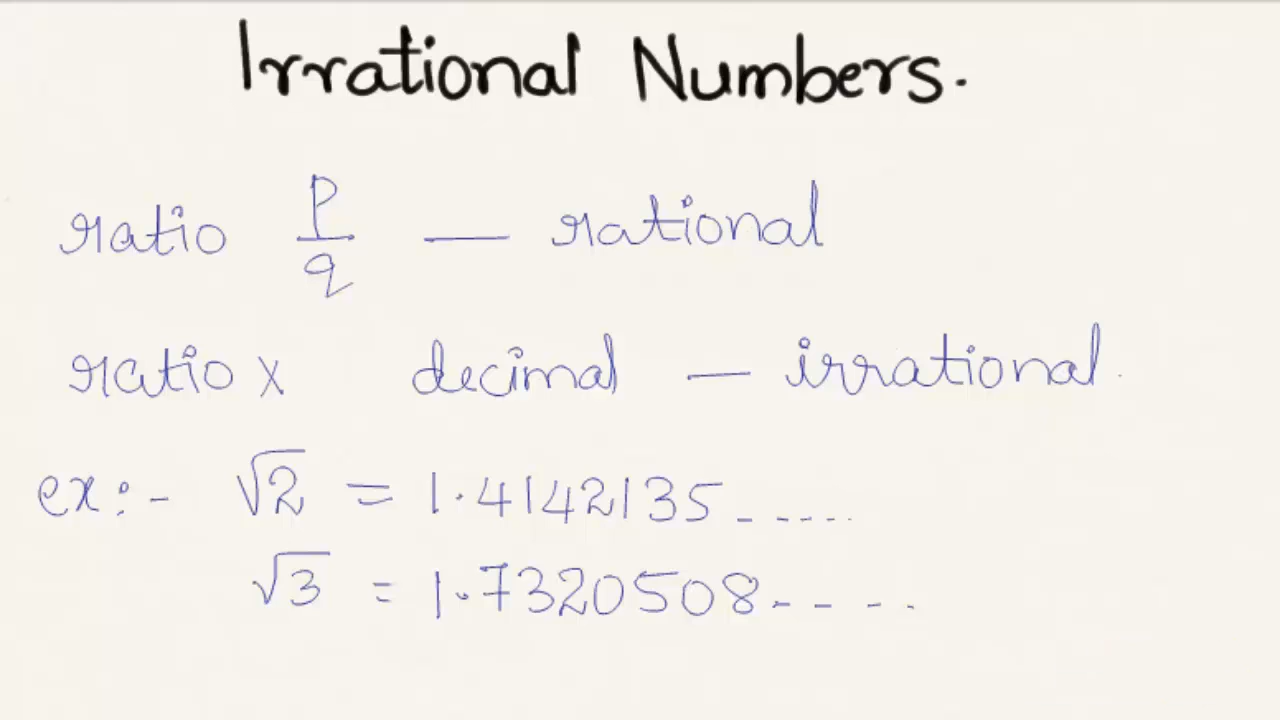 Irrational Numbers.
ratio p/q — rational
ratio x decimal — irrational.
ex:- √2 = 1.4142135- - - - -
√3 = 1.7320508- - - -